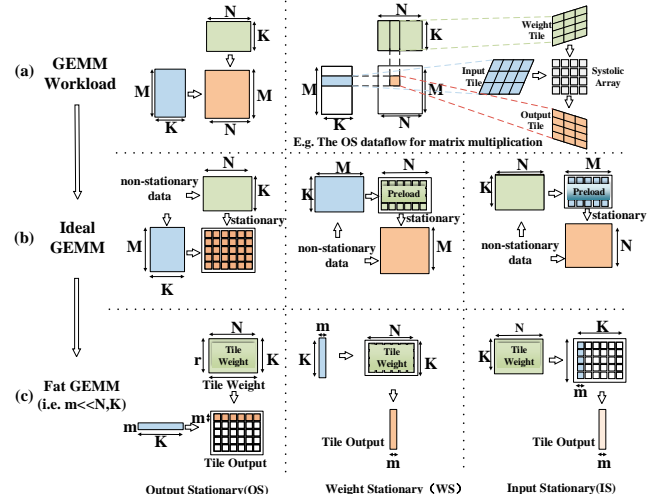 (a)
GEMM
Workload
N
K
M
M
K
N
N
K
M
M
K
N
Weight
Tile
Input
Tile
Systolic
Array
Output
Tile
E.g. The OS dataflow for matrix multiplication
(b)
Ideal
GEMM
N
non-stationary
data
K
stationary
M
K
M
N
K
Preload
stationary
non-stationary
data
M
M
K
Preload
stationary
non-stationary
data
N
(c)
Fat GEMM
(i.e. m<<N,K)
N
r
Tile
Weight
K
Tile Weight
m
m
K
Tile Output
m
N
K
Tile
Weight
K
Tile Output
m
N
K
K
Tile
Weight
m
Tile Output
m
Output Stationary(OS)
Weight Stationary（WS）
Input Stationary(IS)